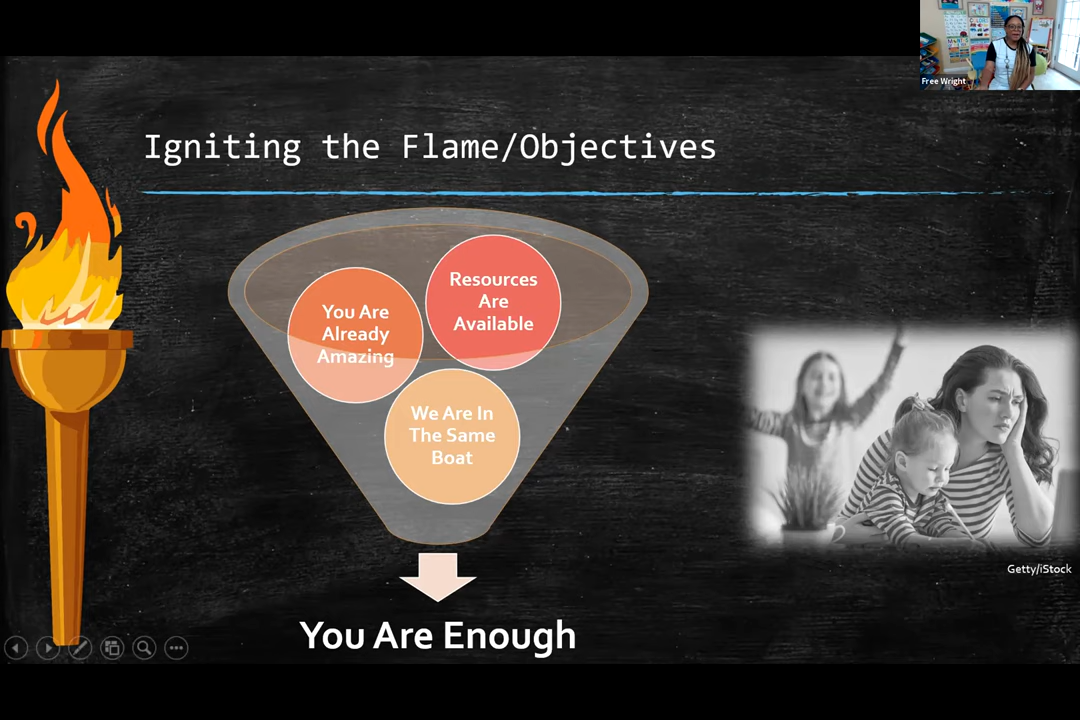 Free Wright
Igniting the Flame/Objectives
Resources
Are
Available
You Are
Already
Amazing
We Are In
The Same
Boat
Getty/iStock
You Are Enough